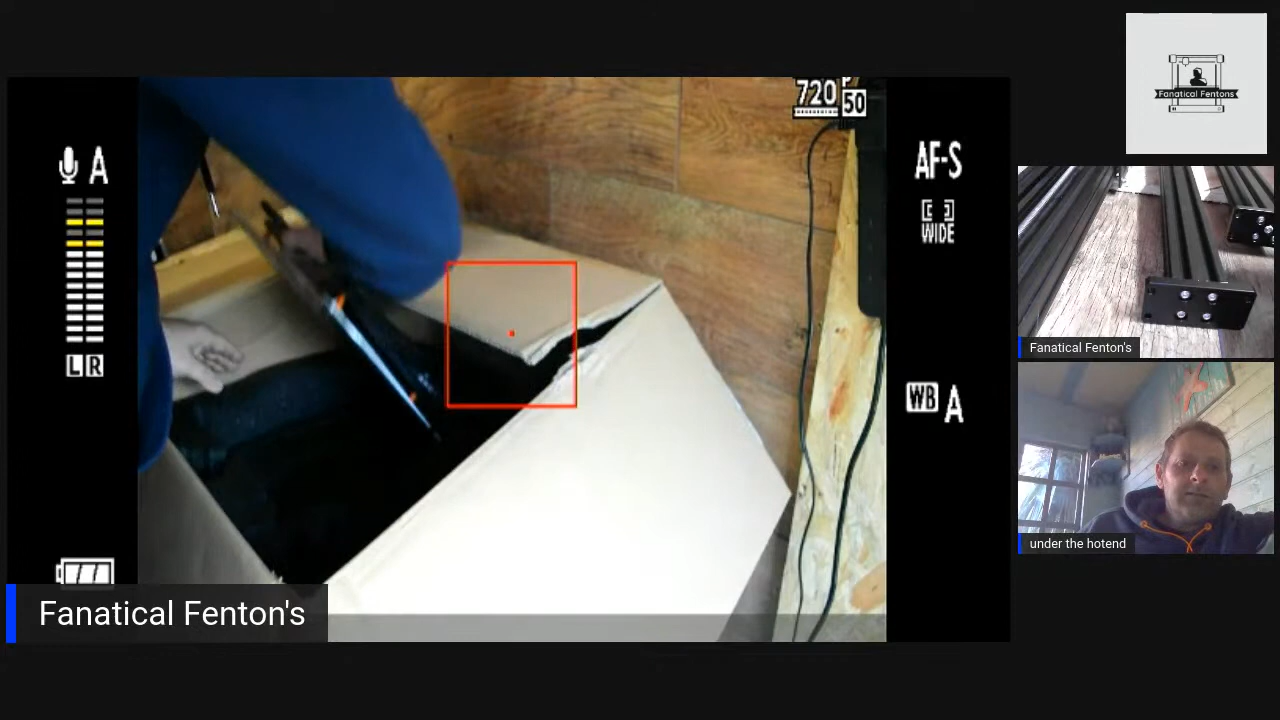 720 P
50
A
AF-S
WIDE
L R
WB A
Fanatical Fenton's
Fanatical Fentons
Fanatical Fenton's
under the hotend